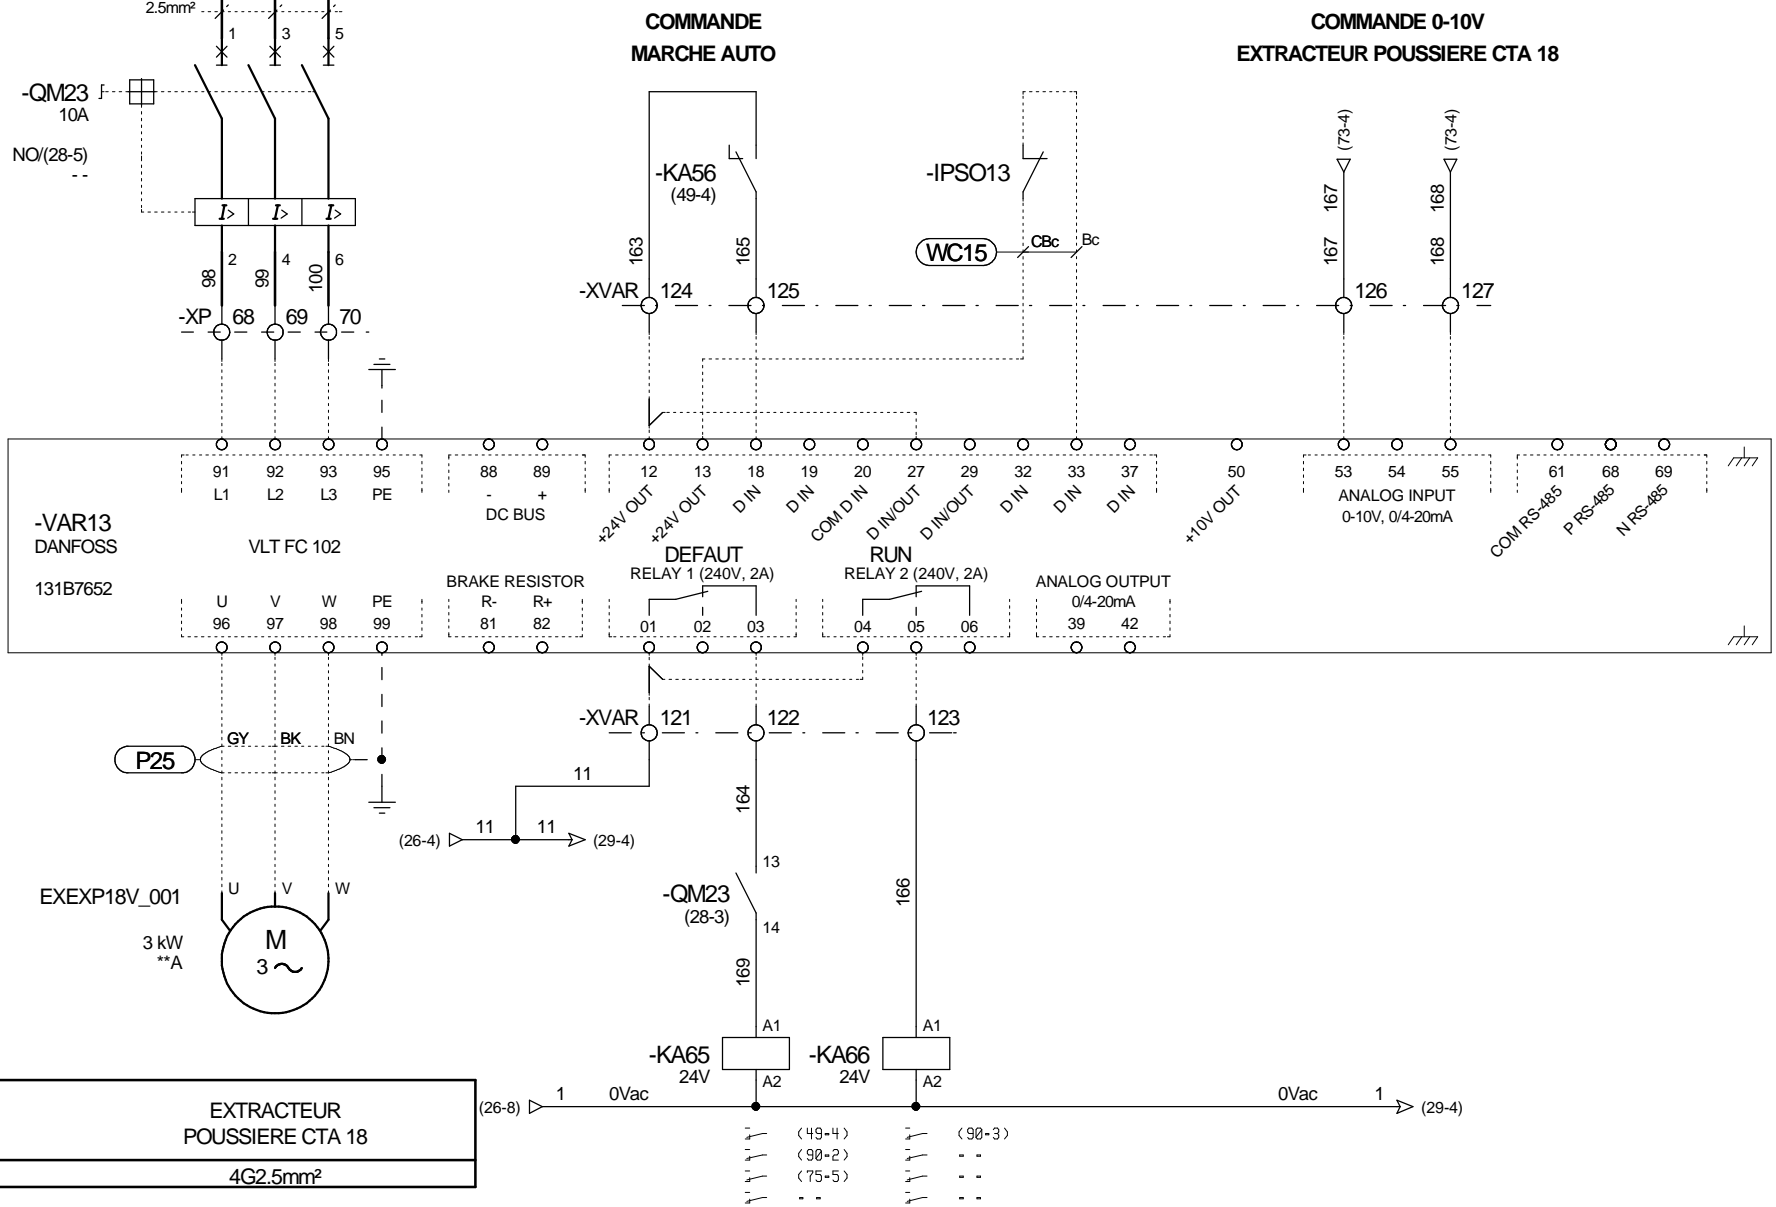 2.5mm²
1 3 5
COMMANDE
MARCHE AUTO
COMMANDE 0-10V
EXTRACTEUR POUSSIERE CTA 18
-QM23
10A
NO/(28-5)
- -
I> I> I>
2 4 6
98 99 100
-XP 68 69 70
-KA56
(49-4)
163 165
-IPSO13
WC15 CBc Bc
(73-4) (73-4)
167 168
167 168
-XVAR 124 125 126 127
91 92 93 95 88 89 12 13 18 19 20 27 29 32 33 37 50 53 54 55 61 68 69
L1 L2 L3 PE - +
DC BUS
+24V OUT
+24V OUT
D IN
D IN
COM D IN
D IN/OUT
D IN/OUT
D IN
D IN
D IN
+10V OUT
ANALOG INPUT
0-10V, 0/4-20mA
COM RS-485
P RS-485
N RS-485
-VAR13
DANFOSS
131B7652
VLT FC 102
DEFAUT
RELAY 1 (240V, 2A)
RUN
RELAY 2 (240V, 2A)
BRAKE RESISTOR
R- R+
81 82
ANALOG OUTPUT
0/4-20mA
39 42
U V W PE
96 97 98 99
01 02 03 04 05 06
-XVAR 121 122 123
P25 GY BK BN
11
(26-4) 11 11 (29-4)
164
13
-QM23
(28-3)
14
169
166
EXEXP18V_001
U V W
3 kW
**A
M
3
A1 A1
-KA65
24V
-KA66
24V
A2 A2
(26-8) 1 0Vac 0Vac 1 (29-4)
EXTRACTEUR
POUSSIERE CTA 18
4G2.5mm²
(49-4) (90-3)
(90-2) - -
(75-5) - -
- - - -